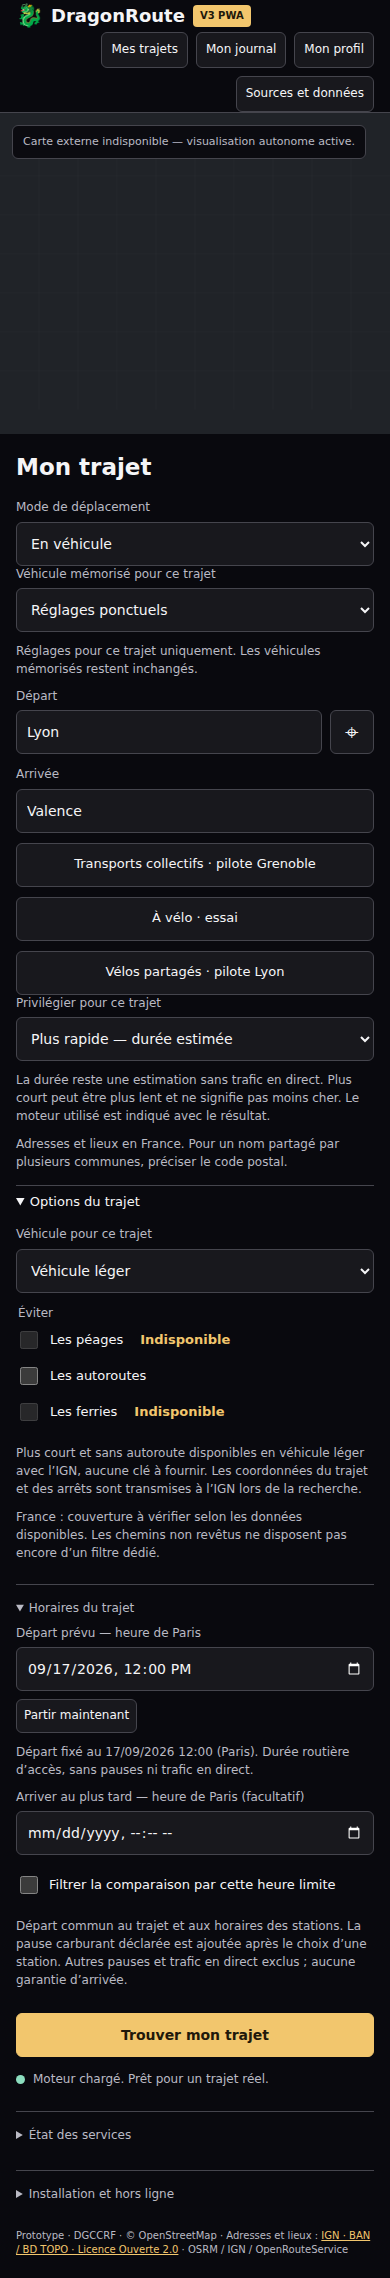 🐉 DragonRoute V3 PWA
Mes trajets Mon journal Mon profil
Sources et données
Carte externe indisponible — visualisation autonome active.
Mon trajet
Mode de déplacement
En véhicule
Véhicule mémorisé pour ce trajet
Réglages ponctuels
Réglages pour ce trajet uniquement. Les véhicules
mémorisés restent inchangés.
Départ
Lyon
⌖
Arrivée
Valence
Transports collectifs · pilote Grenoble
À vélo · essai
Vélos partagés · pilote Lyon
Privilégier pour ce trajet
Plus rapide — durée estimée
La durée reste une estimation sans trafic en direct. Plus
court peut être plus lent et ne signifie pas moins cher. Le
moteur utilisé est indiqué avec le résultat.
Adresses et lieux en France. Pour un nom partagé par
plusieurs communes, préciser le code postal.
▼ Options du trajet
Véhicule pour ce trajet
Véhicule léger
Éviter
Les péages Indisponible
Les autoroutes
Les ferries Indisponible
Plus court et sans autoroute disponibles en véhicule léger
avec l’IGN, aucune clé à fournir. Les coordonnées du trajet
et des arrêts sont transmises à l’IGN lors de la recherche.
France : couverture à vérifier selon les données
disponibles. Les chemins non revêtus ne disposent pas
encore d’un filtre dédié.
▼ Horaires du trajet
Départ prévu — heure de Paris
09/17/2026, 12:00 PM
Partir maintenant
Départ fixé au 17/09/2026 12:00 (Paris). Durée routière
d’accès, sans pauses ni trafic en direct.
Arriver au plus tard — heure de Paris (facultatif)
mm/dd/yyyy, --:-- --
Filtrer la comparaison par cette heure limite
Départ commun au trajet et aux horaires des stations. La
pause carburant déclarée est ajoutée après le choix d’une
station. Autres pauses et trafic en direct exclus ; aucune
garantie d’arrivée.
Trouver mon trajet
Moteur chargé. Prêt pour un trajet réel.
▶ État des services
▶ Installation et hors ligne
Prototype · DGCCRF · © OpenStreetMap · Adresses et lieux : IGN · BAN
/ BD TOPO · Licence Ouverte 2.0 · OSRM / IGN / OpenRouteService